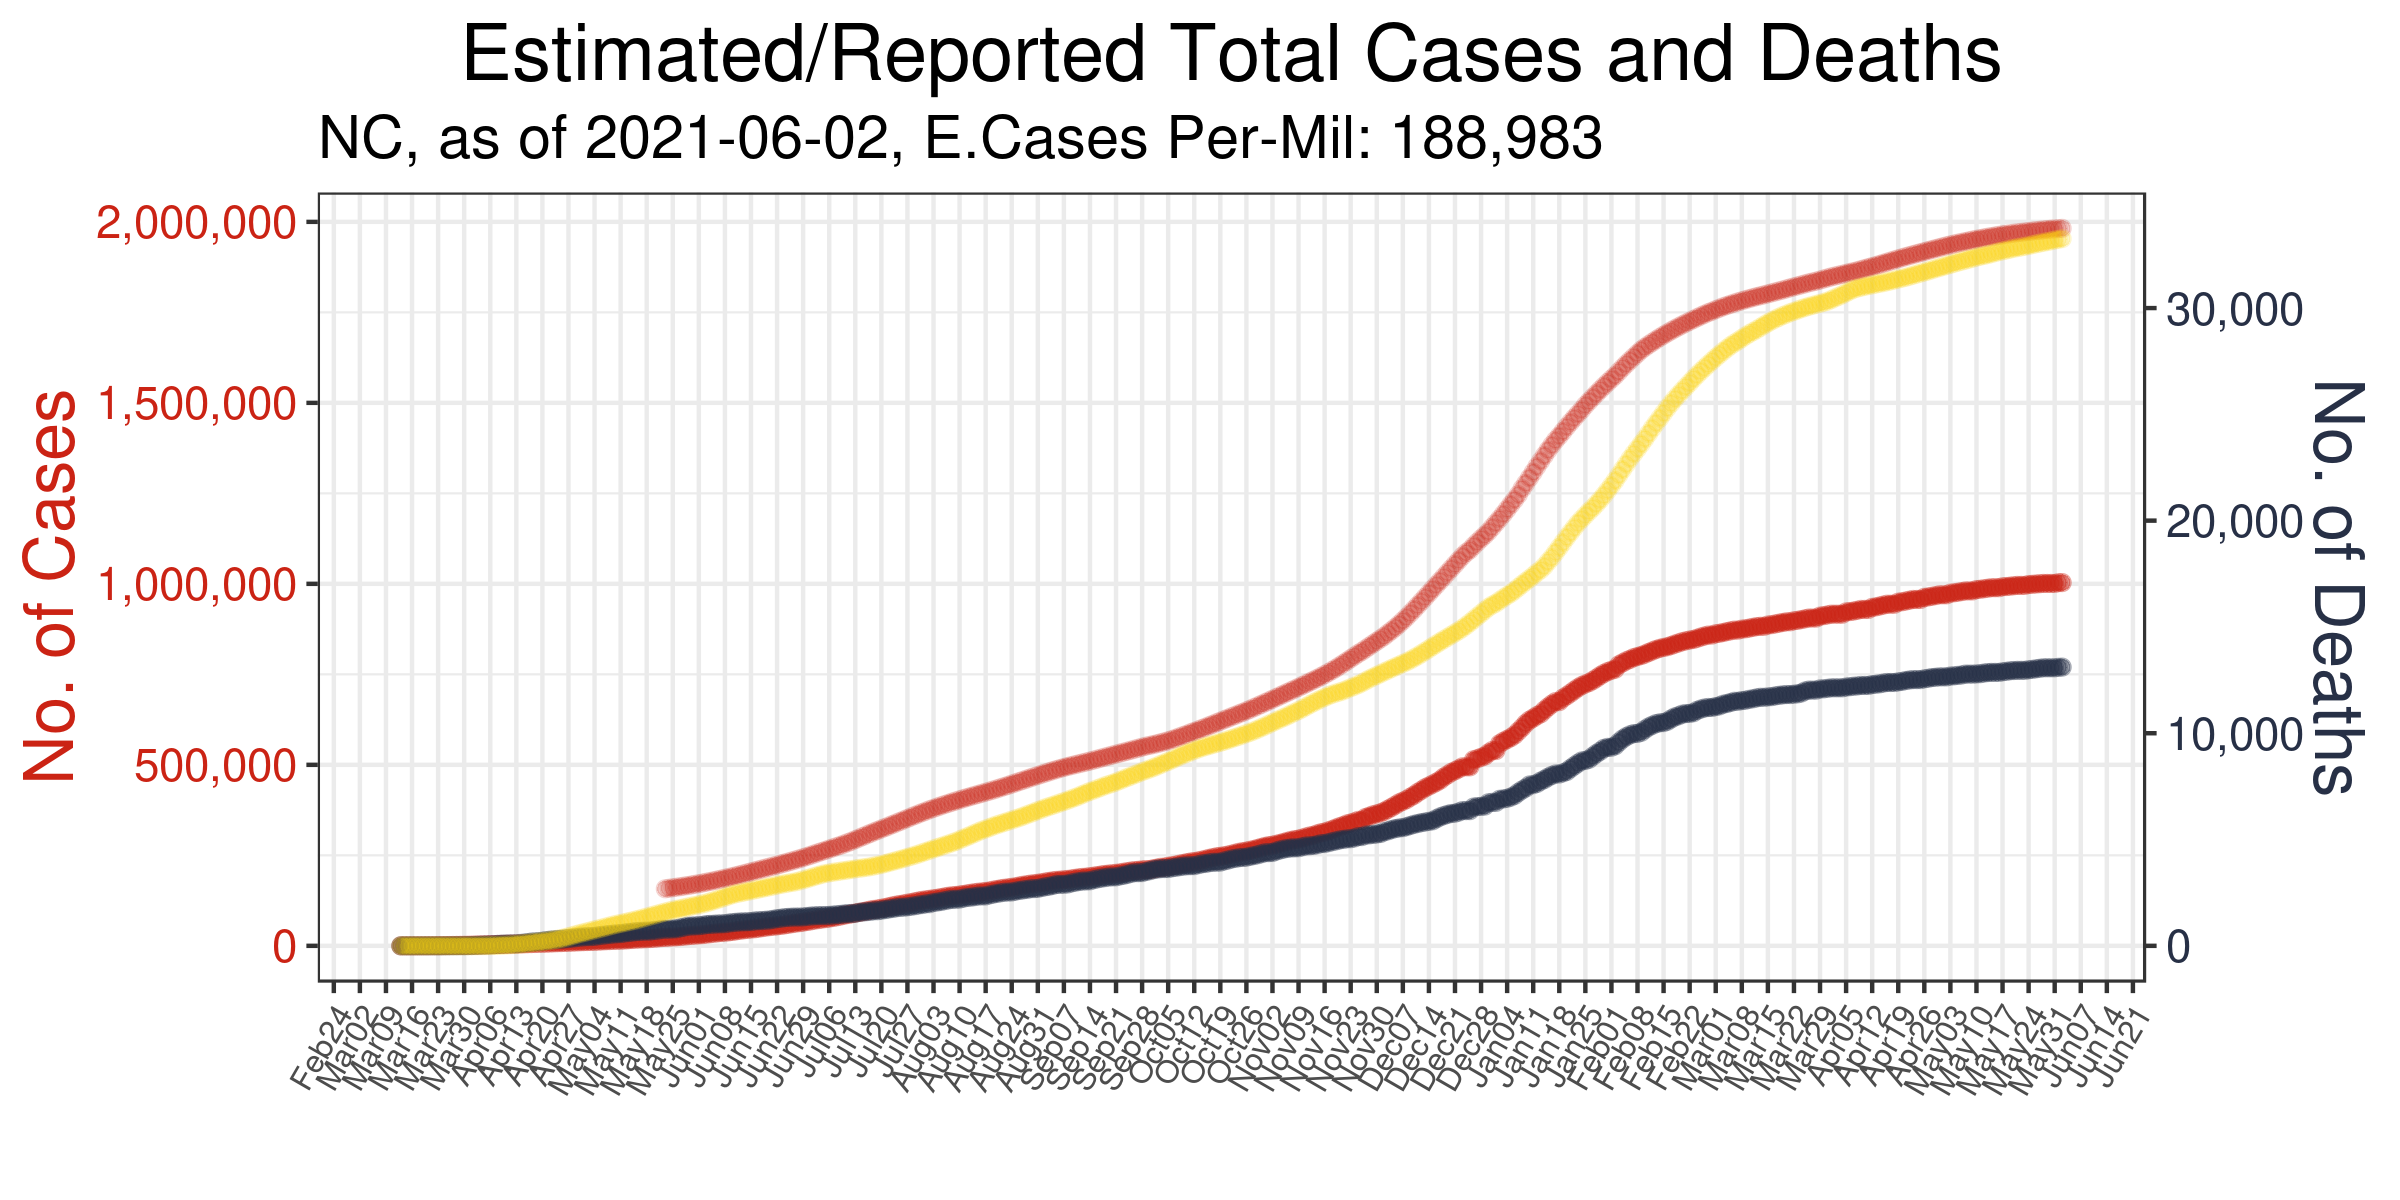 Estimated/Reported Total Cases and Deaths
NC, as of 2021-06-02, E.Cases Per-Mil: 188,983
No. of Cases
2,000,000
1,500,000
1,000,000
500,000
0
30,000
20,000
10,000
0
No. of Deaths
Feb24
Mar02
Mar09
Mar16
Mar23
Mar30
Apr06
Apr13
Apr20
Apr27
May04
May11
May18
May25
Jun01
Jun08
Jun15
Jun22
Jun29
Jul06
Jul13
Jul20
Jul27
Aug03
Aug10
Aug17
Aug24
Aug31
Sep07
Sep14
Sep21
Sep28
Oct05
Oct12
Oct19
Oct26
Nov02
Nov09
Nov16
Nov23
Nov30
Dec07
Dec14
Dec21
Dec28
Jan04
Jan11
Jan18
Jan25
Feb01
Feb08
Feb15
Feb22
Mar01
Mar08
Mar15
Mar22
Mar29
Apr05
Apr12
Apr19
Apr26
May03
May10
May17
May24
May31
Jun07
Jun14
Jun21